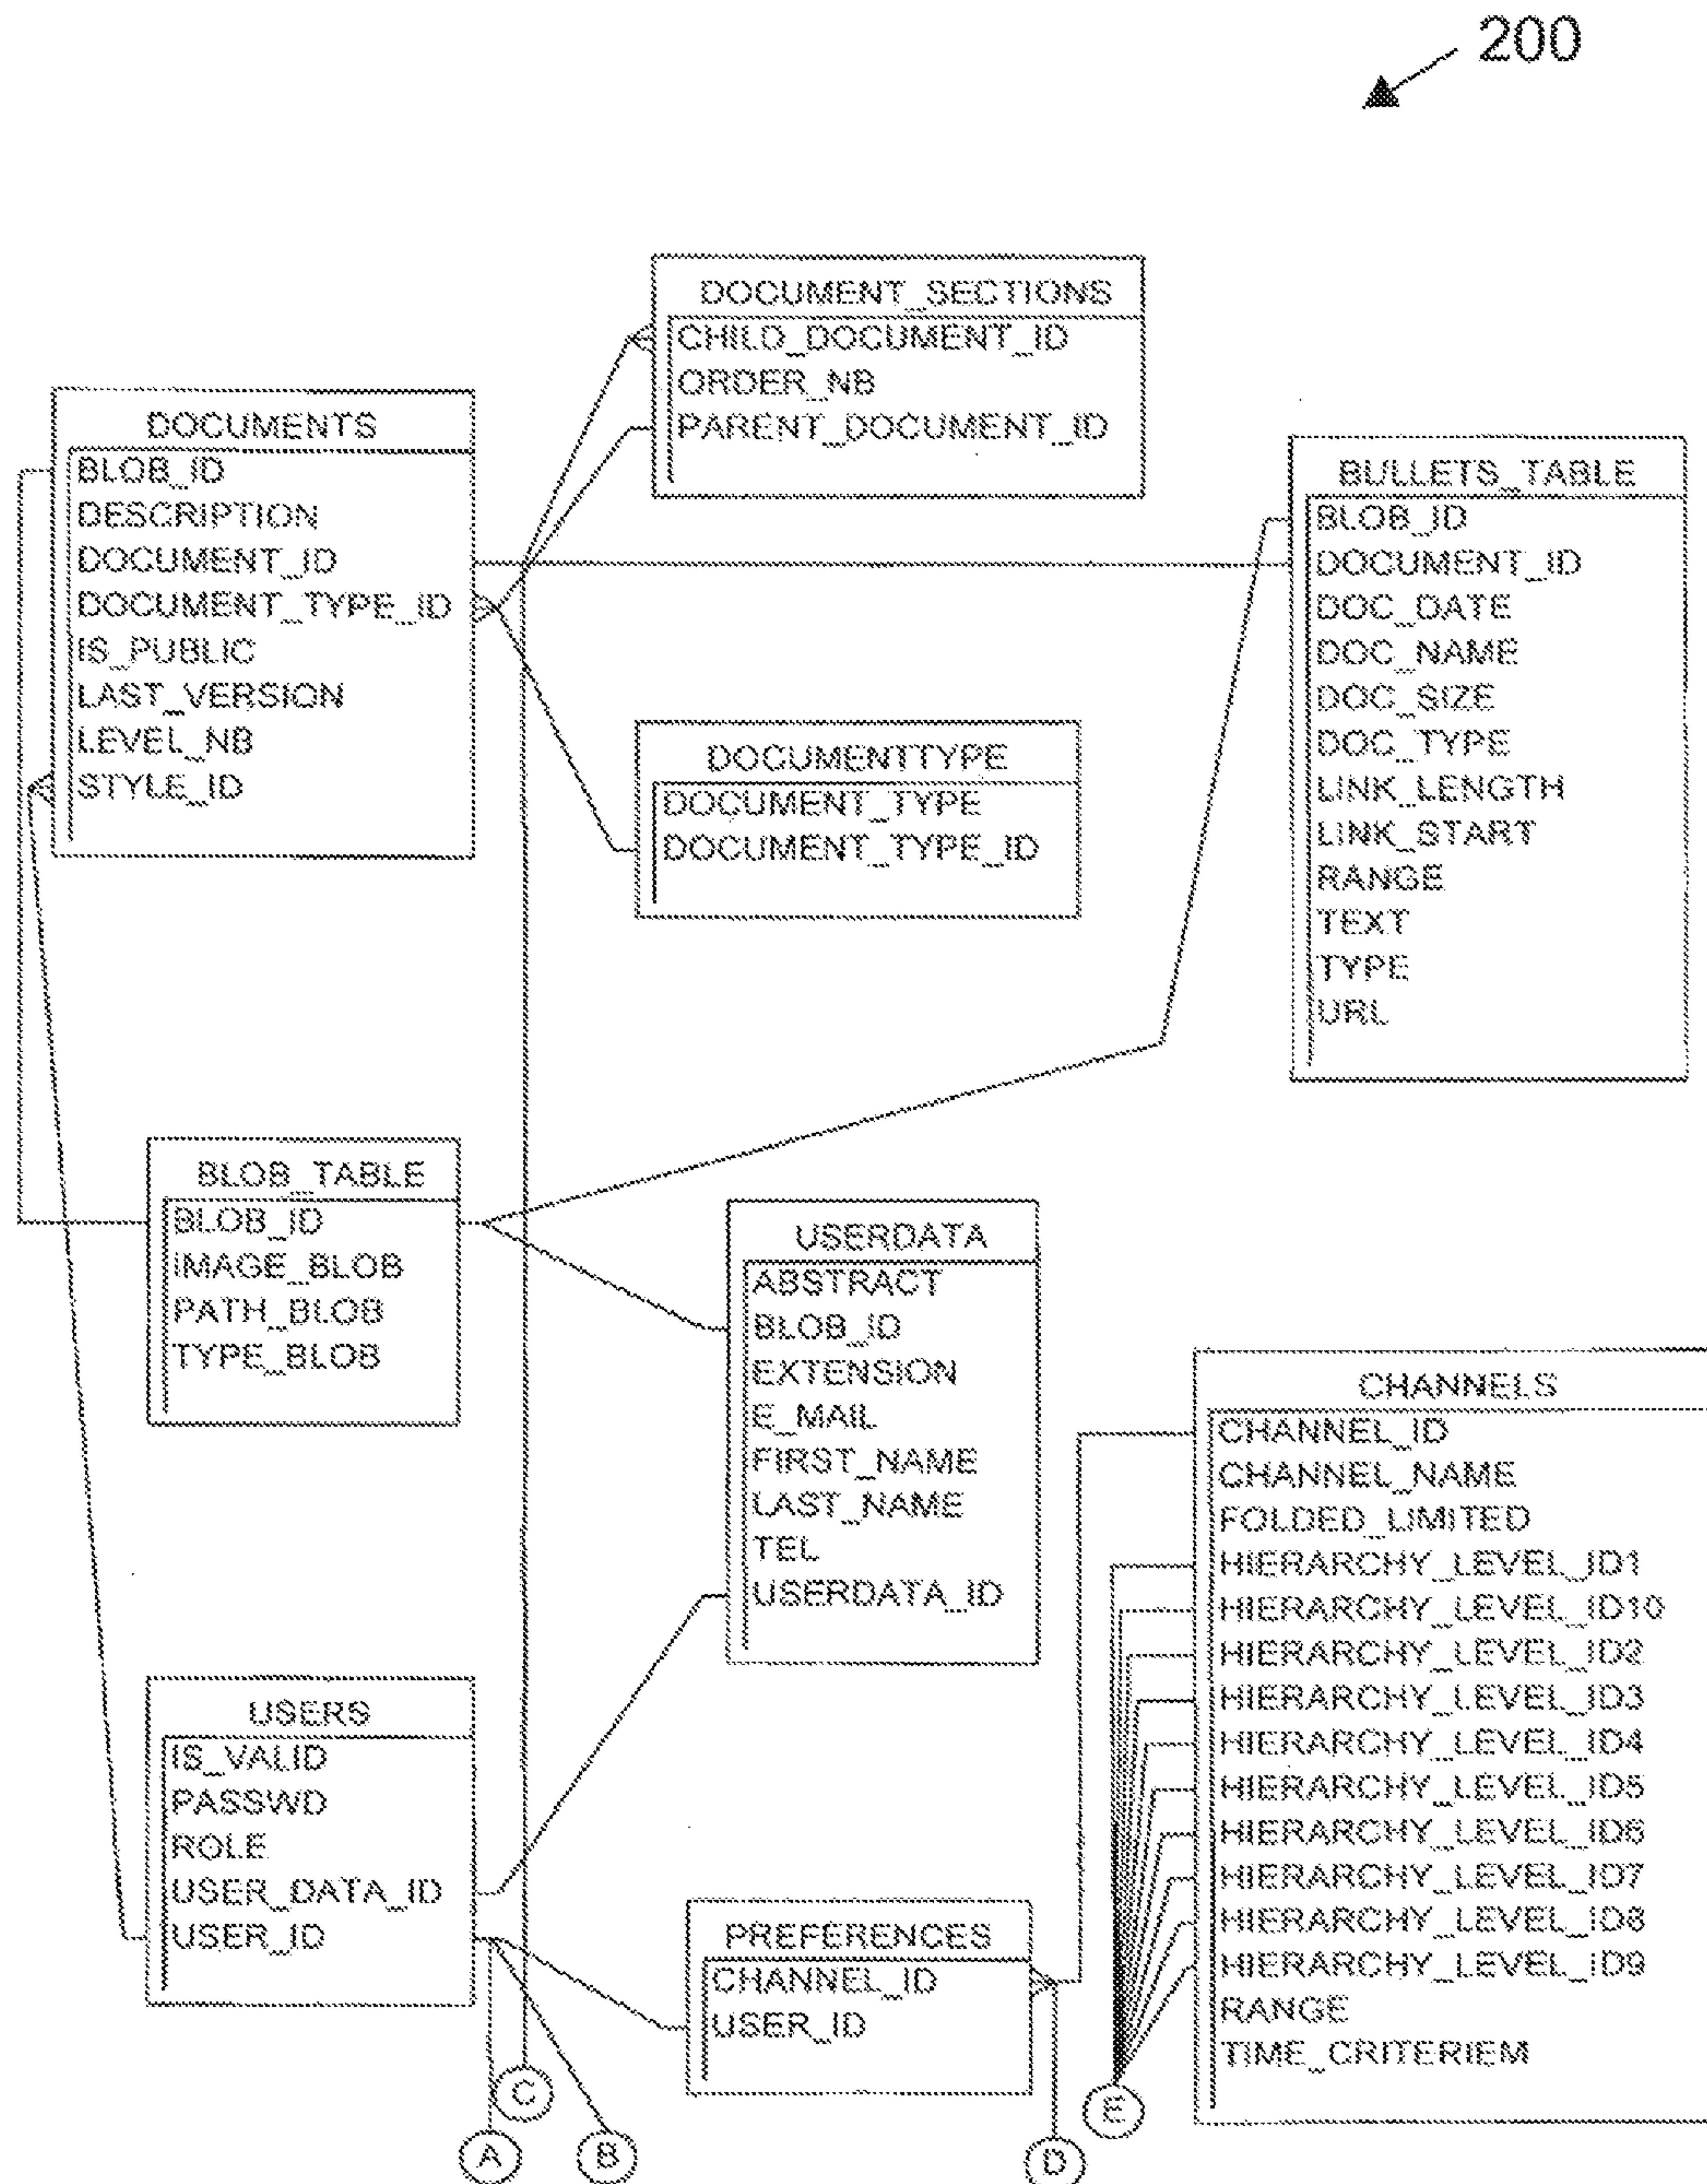 200
DOCUMENT_SECTIONS
CHILD_DOCUMENT_ID
ORDER_NB
PARENT_DOCUMENT_ID
DOCUMENTS
BLOB_ID
DESCRIPTION
DOCUMENT_ID
DOCUMENT_TYPE_ID
IS_PUBLIC
LAST_VERSION
LEVEL_NB
STYLE_ID
BULLETS_TABLE
BLOB_ID
DOCUMENT_ID
DOC_DATE
DOC_NAME
DOC_SIZE
DOC_TYPE
LINK_LENGTH
LINK_START
RANGE
TEXT
TYPE
URL
DOCUMENTTYPE
DOCUMENT_TYPE
DOCUMENT_TYPE_ID
BLOB_TABLE
BLOB_ID
IMAGE_BLOB
PATH_BLOB
TYPE_BLOB
USERDATA
ABSTRACT
BLOB_ID
EXTENSION
E_MAIL
FIRST_NAME
LAST_NAME
TEL
USERDATA_ID
CHANNELS
CHANNEL_ID
CHANNEL_NAME
FOLDED_LIMITED
HIERARCHY_LEVEL_ID1
HIERARCHY_LEVEL_ID10
HIERARCHY_LEVEL_ID2
HIERARCHY_LEVEL_ID3
HIERARCHY_LEVEL_ID4
HIERARCHY_LEVEL_ID5
HIERARCHY_LEVEL_ID6
HIERARCHY_LEVEL_ID7
HIERARCHY_LEVEL_ID8
HIERARCHY_LEVEL_ID9
RANGE
TIME_CRITERIEM
USERS
IS_VALID
PASSWD
ROLE
USER_DATA_ID
USER_ID
PREFERENCES
CHANNEL_ID
USER_ID
C
E
A
B
D